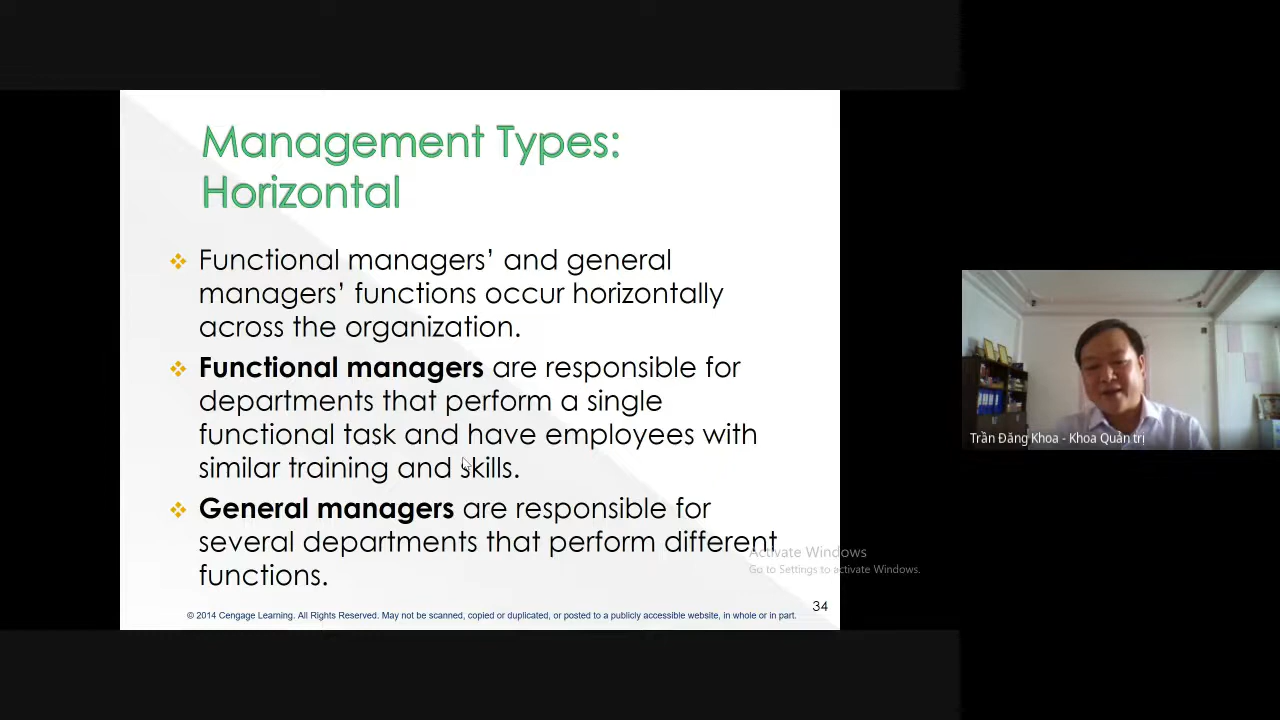 Management Types:
Horizontal
Functional managers’ and general
managers’ functions occur horizontally
across the organization.
Functional managers are responsible for
departments that perform a single
functional task and have employees with
similar training and skills.
General managers are responsible for
several departments that perform different
functions.
© 2014 Cengage Learning. All Rights Reserved. May not be scanned, copied or duplicated, or posted to a publicly accessible website, in whole or in part.
34
Activate Windows
Go to Settings to activate Windows.
Trần Đăng Khoa - Khoa Quản trị